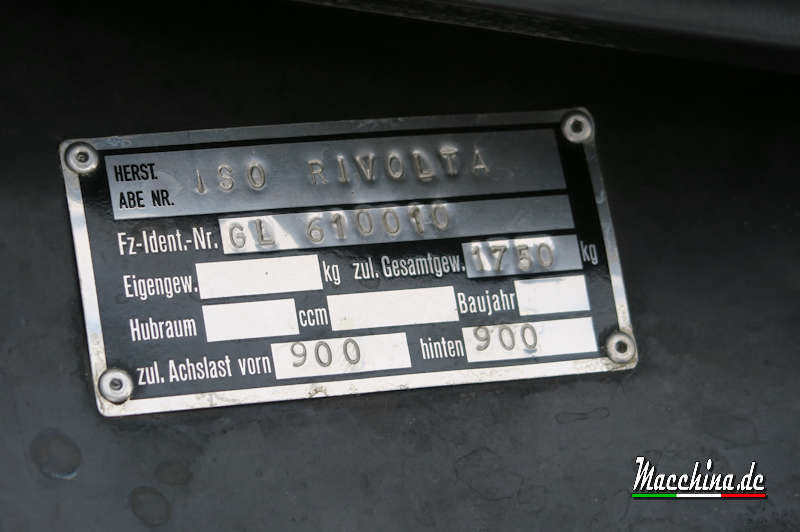 HERST. ISO RIVOLTA
ABE NR.
Fz-Ident.-Nr. GL 610010
Eigengew. kg zul. Gesamtgew. 1750 kg
Hubraum ccm Baujahr
zul. Achslast vorn 900 hinten 900
Macchina.de